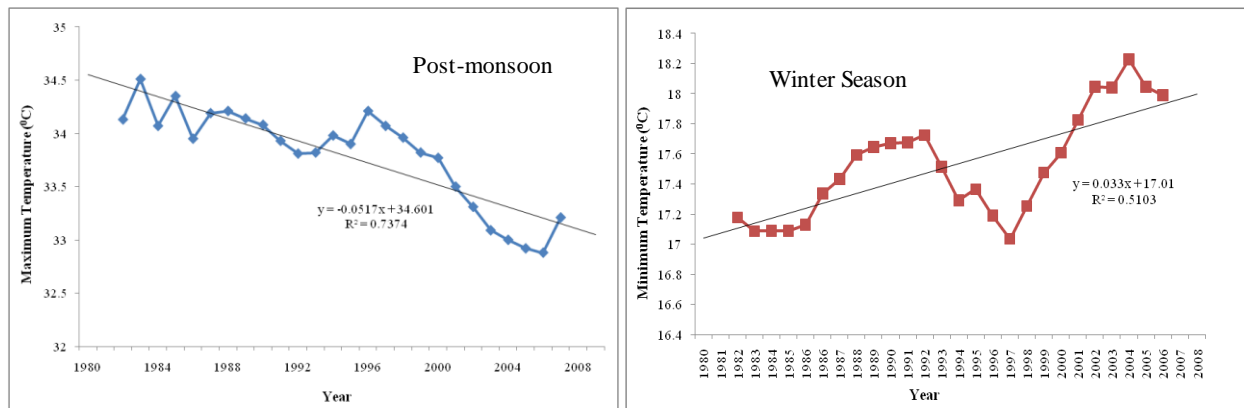 35
34.5
34
33.5
33
32
Maximum Temperature (⁰C)
Post-monsoon
y = -0.0517x + 34.601
R² = 0.7374
1980 1984 1988 1992 1996 2000 2004 2008
Year
18.4
18.2
18
17.8
17.6
17.4
17.2
17
16.8
16.6
16.4
Minimum Temperature (⁰C)
Winter Season
y = 0.033x + 17.01
R² = 0.5103
1980 1981 1982 1983 1984 1985 1986 1986 1987 1988 1989 1990 1991 1992 1993 1994 1995 1996 1997 1998 1999 2000 2001 2002 2003 2004 2005 2006 2007 2008
Year